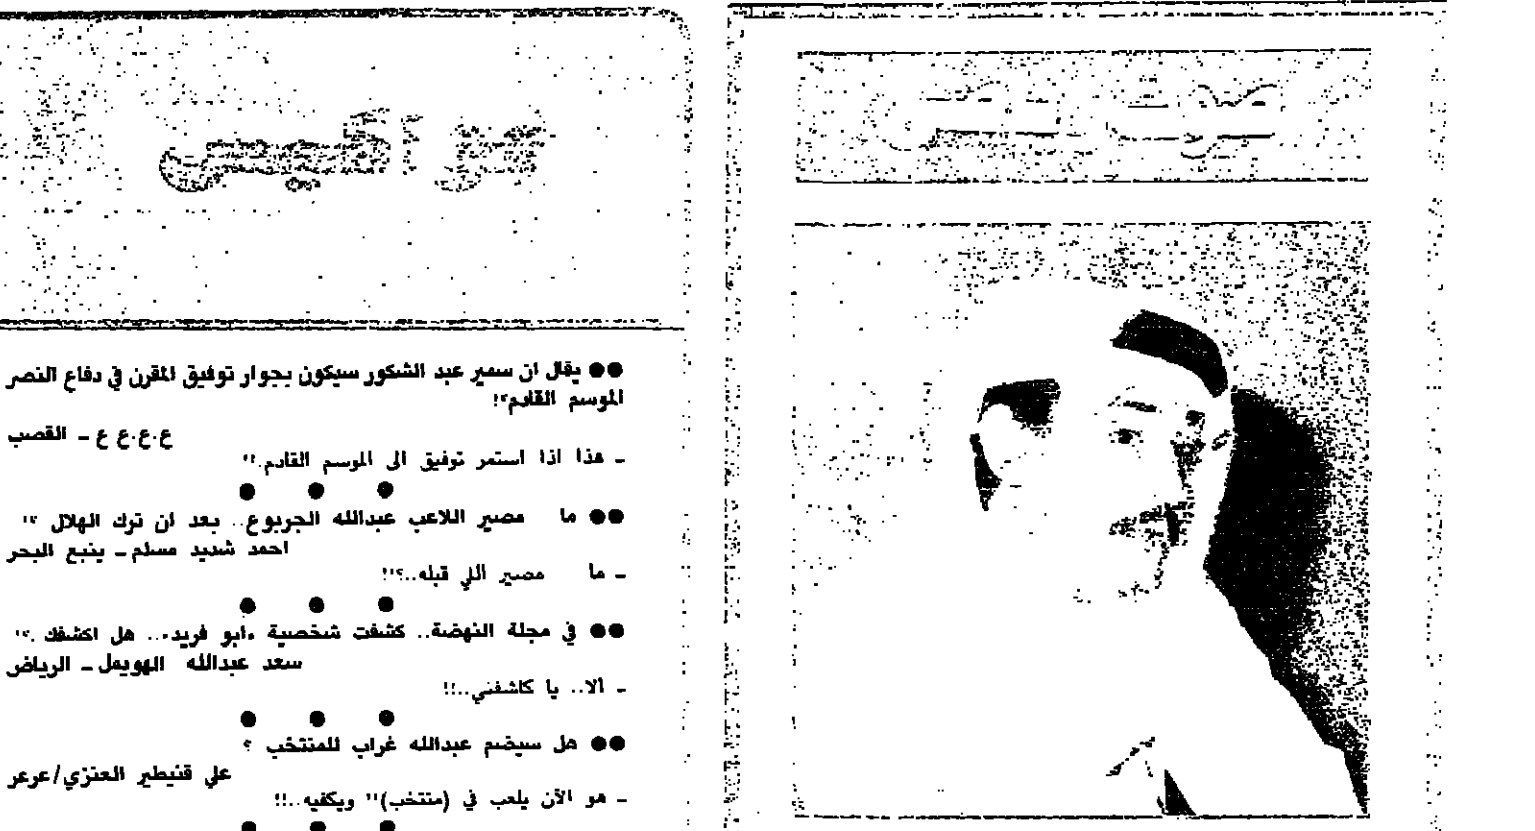 ●● يقال ان سمير عبد الشكور سيكون بجوار توفيق المقرن في دفاع النصر
الموسم القادم؟!
ع.ع.ع ع ـ القصب
ـ هذا اذا استمر توفيق الى الموسم القادم.!!
● ● ●
●● ما مصير اللاعب عبدالله الجربوع.. بعد ان ترك الهلال ؟!!
احمد شديد مسلم ـ ينبع البحر
ـ ما مصير اللي قبله..؟!!
● ● ●
●● في مجلة النهضة.. كشفت شخصية «ابو فريد».. هل اكشفك .؟!!
سعد عبدالله الهويمل ـ الرياض
ـ ألا.. يا كاشفني..!!
● ● ●
●● هل سيضم عبدالله غراب للمنتخب ؟
علي قنيطير العنزي/عرعر
ـ هو الآن يلعب في (منتخب)!! ويكفيه..!!
● ● ●